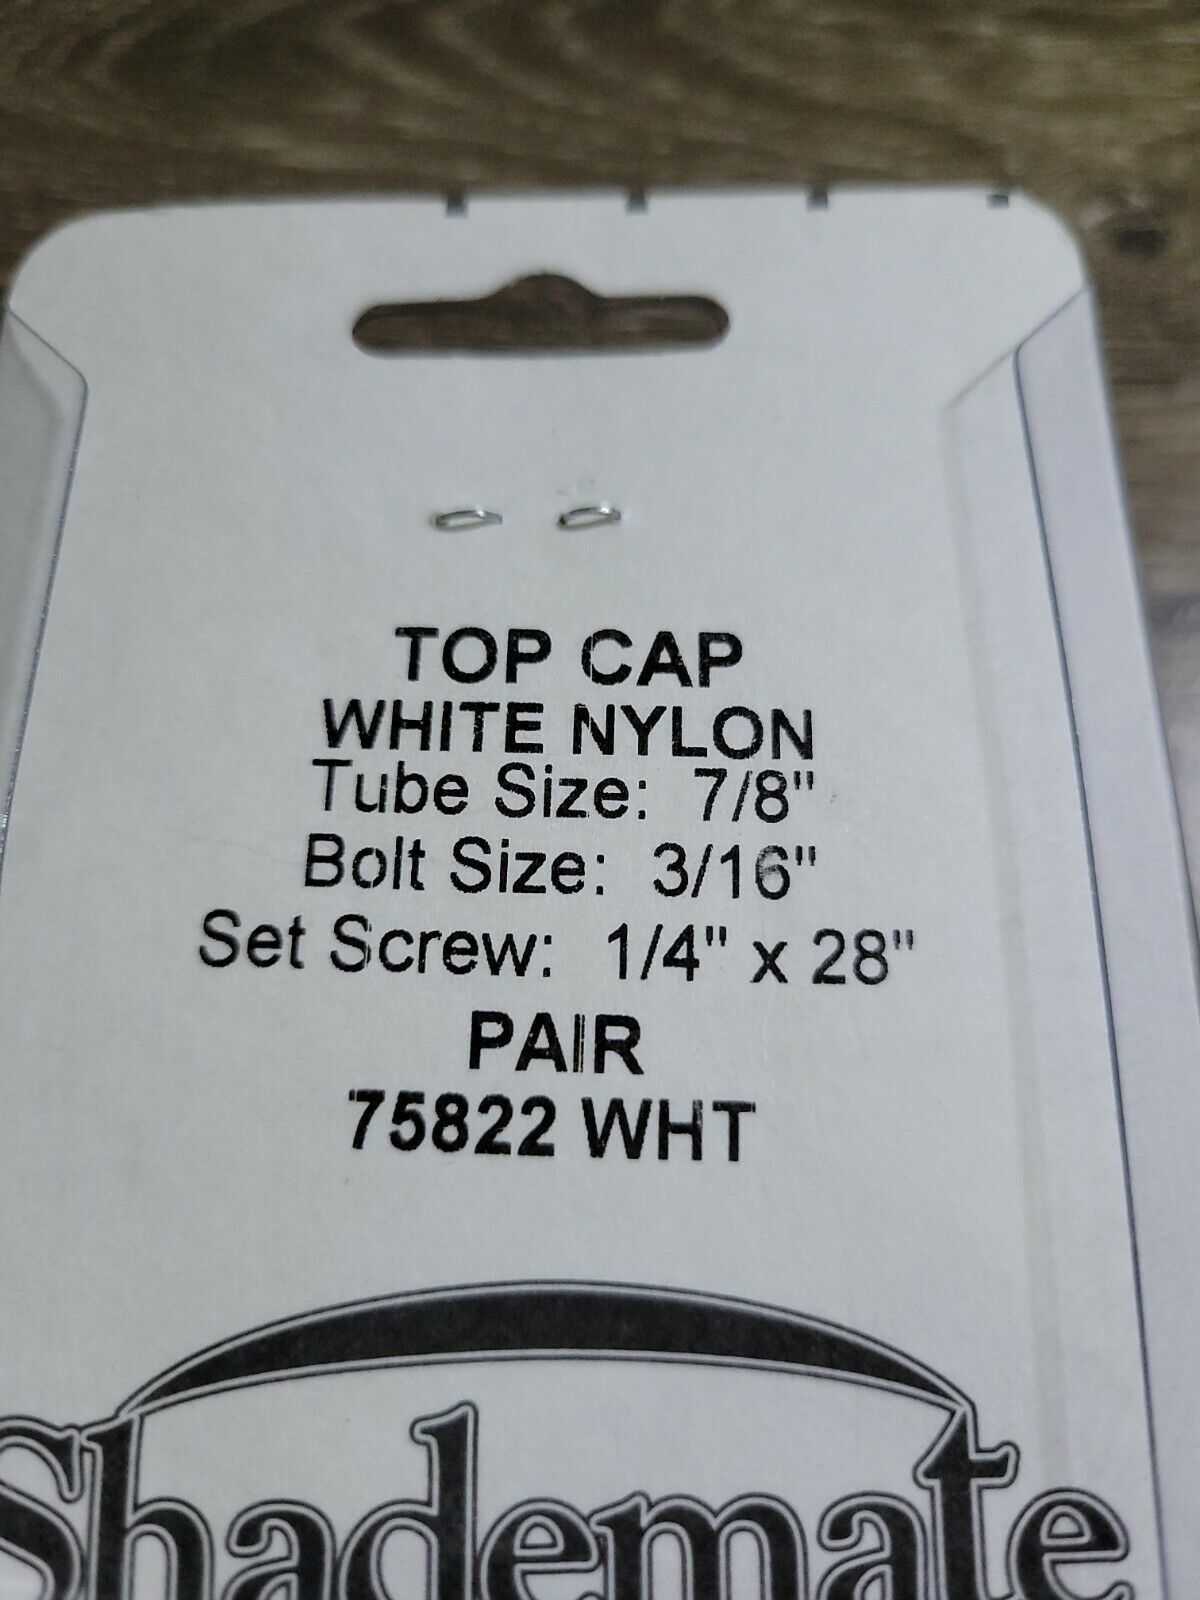 TOP CAP
WHITE NYLON
Tube Size: 7/8"
Bolt Size: 3/16"
Set Screw: 1/4" x 28"
PAIR
75822 WHT
Shademate